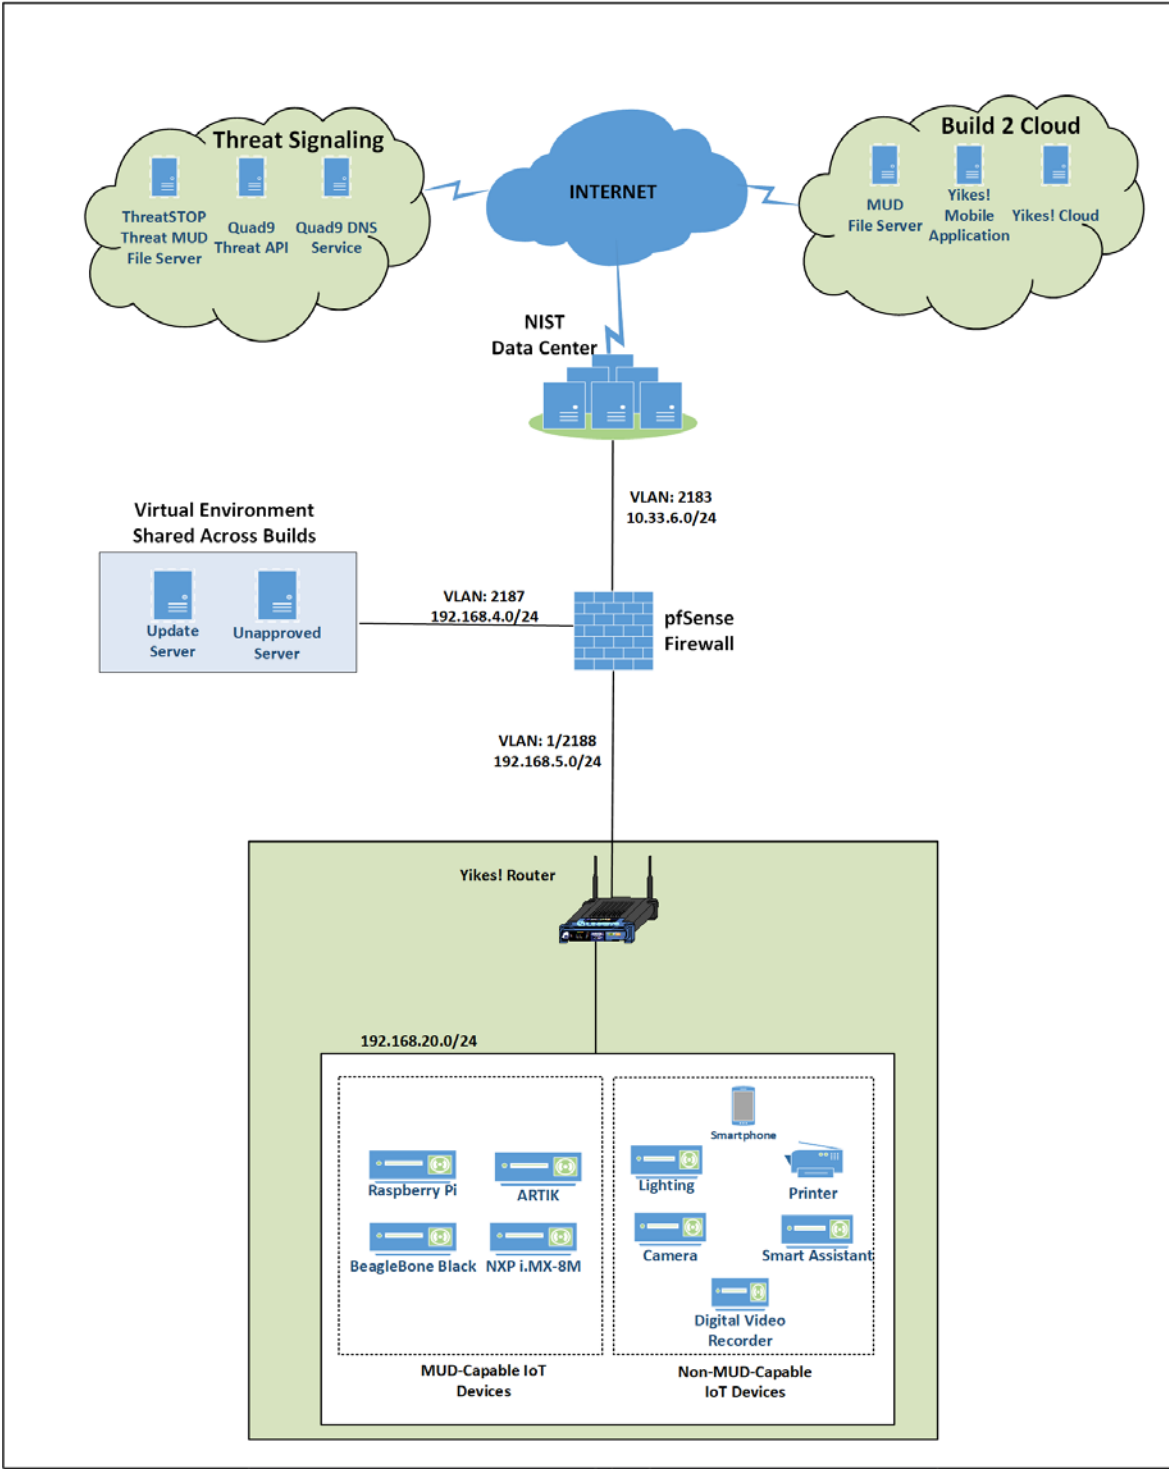 Threat Signaling
ThreatSTOP
Threat MUD
File Server
Quad9
Threat API
Quad9 DNS
Service
INTERNET
Build 2 Cloud
MUD
File Server
Yikes!
Mobile
Application
Yikes! Cloud
NIST
Data Center
VLAN: 2183
10.33.6.0/24
Virtual Environment
Shared Across Builds
Update
Server
Unapproved
Server
VLAN: 2187
192.168.4.0/24
pfSense
Firewall
VLAN: 1/2188
192.168.5.0/24
Yikes! Router
192.168.20.0/24
Raspberry Pi
ARTIK
BeagleBone Black
NXP i.MX-8M
MUD-Capable IoT
Devices
Smartphone
Lighting
Printer
Camera
Smart Assistant
Digital Video
Recorder
Non-MUD-Capable
IoT Devices